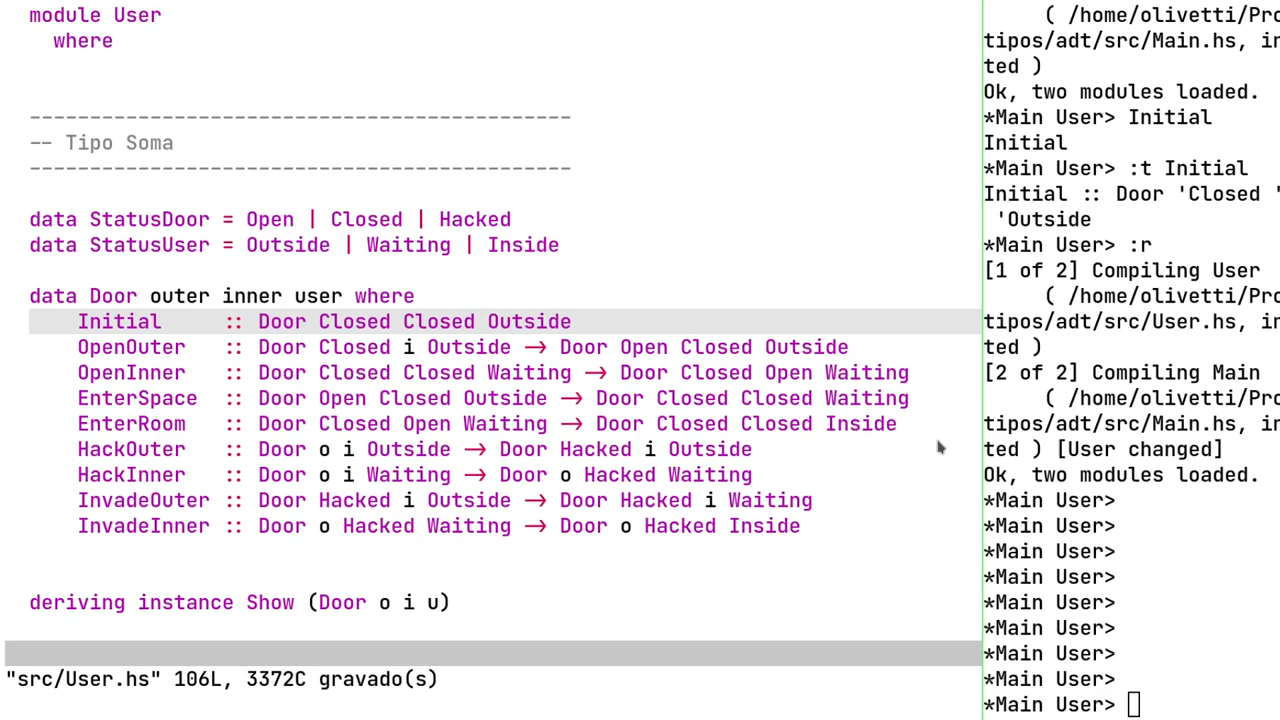 module User
  where
---------------------------------------------
-- Tipo Soma
---------------------------------------------
data StatusDoor = Open | Closed | Hacked
data StatusUser = Outside | Waiting | Inside
data Door outer inner user where
    Initial     :: Door Closed Closed Outside
    OpenOuter   :: Door Closed i Outside -> Door Open Closed Outside
    OpenInner   :: Door Closed Closed Waiting -> Door Closed Open Waiting
    EnterSpace  :: Door Open Closed Outside -> Door Closed Closed Waiting
    EnterRoom   :: Door Closed Open Waiting -> Door Closed Closed Inside
    HackOuter   :: Door o i Outside -> Door Hacked i Outside
    HackInner   :: Door o i Waiting -> Door o Hacked Waiting
    InvadeOuter :: Door Hacked i Outside -> Door Hacked i Waiting
    InvadeInner :: Door o Hacked Waiting -> Door o Hacked Inside
deriving instance Show (Door o i u)
"src/User.hs" 106L, 3372C gravado(s)
     ( /home/olivetti/Pro
tipos/adt/src/Main.hs, in
ted )
Ok, two modules loaded.
*Main User> Initial
Initial
*Main User> :t Initial
Initial :: Door 'Closed '
 'Outside
*Main User> :r
[1 of 2] Compiling User
     ( /home/olivetti/Pro
tipos/adt/src/User.hs, in
ted )
[2 of 2] Compiling Main
     ( /home/olivetti/Pro
tipos/adt/src/Main.hs, in
ted ) [User changed]
Ok, two modules loaded.
*Main User>
*Main User>
*Main User>
*Main User>
*Main User>
*Main User>
*Main User>
*Main User>
*Main User>